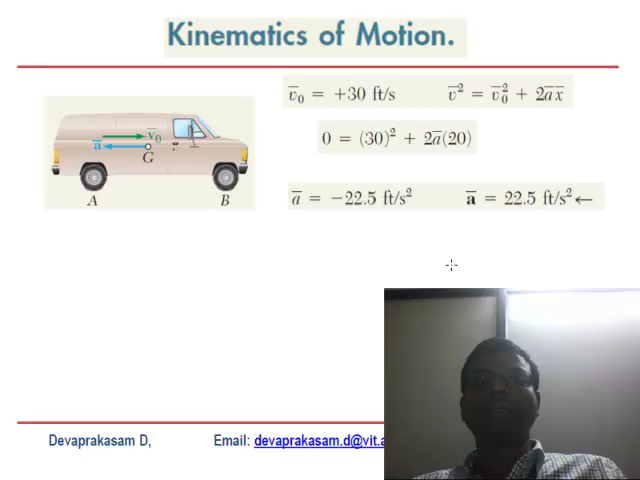 Kinematics of Motion.
v̄₀ = +30 ft/s v̄² = v̄₀² + 2āx̄
0 = (30)² + 2ā(20)
v̄₀
ā
G
A B
ā = −22.5 ft/s² ā = 22.5 ft/s² ←
Devaprakasam D, Email: devaprakasam.d@vit.a